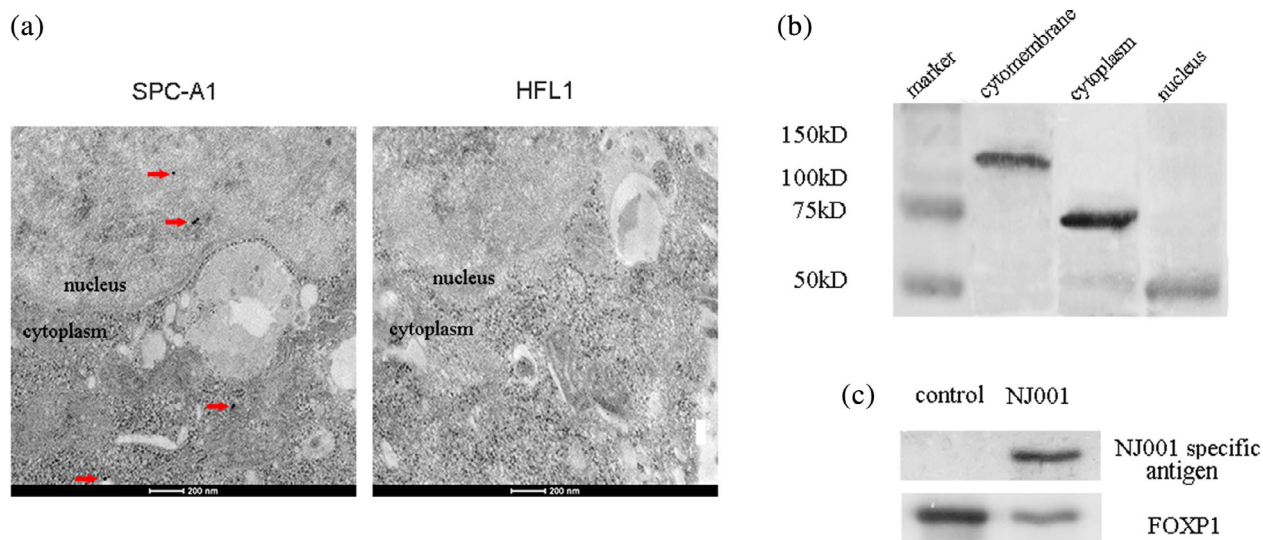 (a)
SPC-A1
HFL1
nucleus
cytoplasm
200 nm
nucleus
cytoplasm
200 nm
(b)
marker
cytomembrane
cytoplasm
nucleus
150kD
100kD
75kD
50kD
(c)
control
NJ001
NJ001 specific
antigen
FOXP1